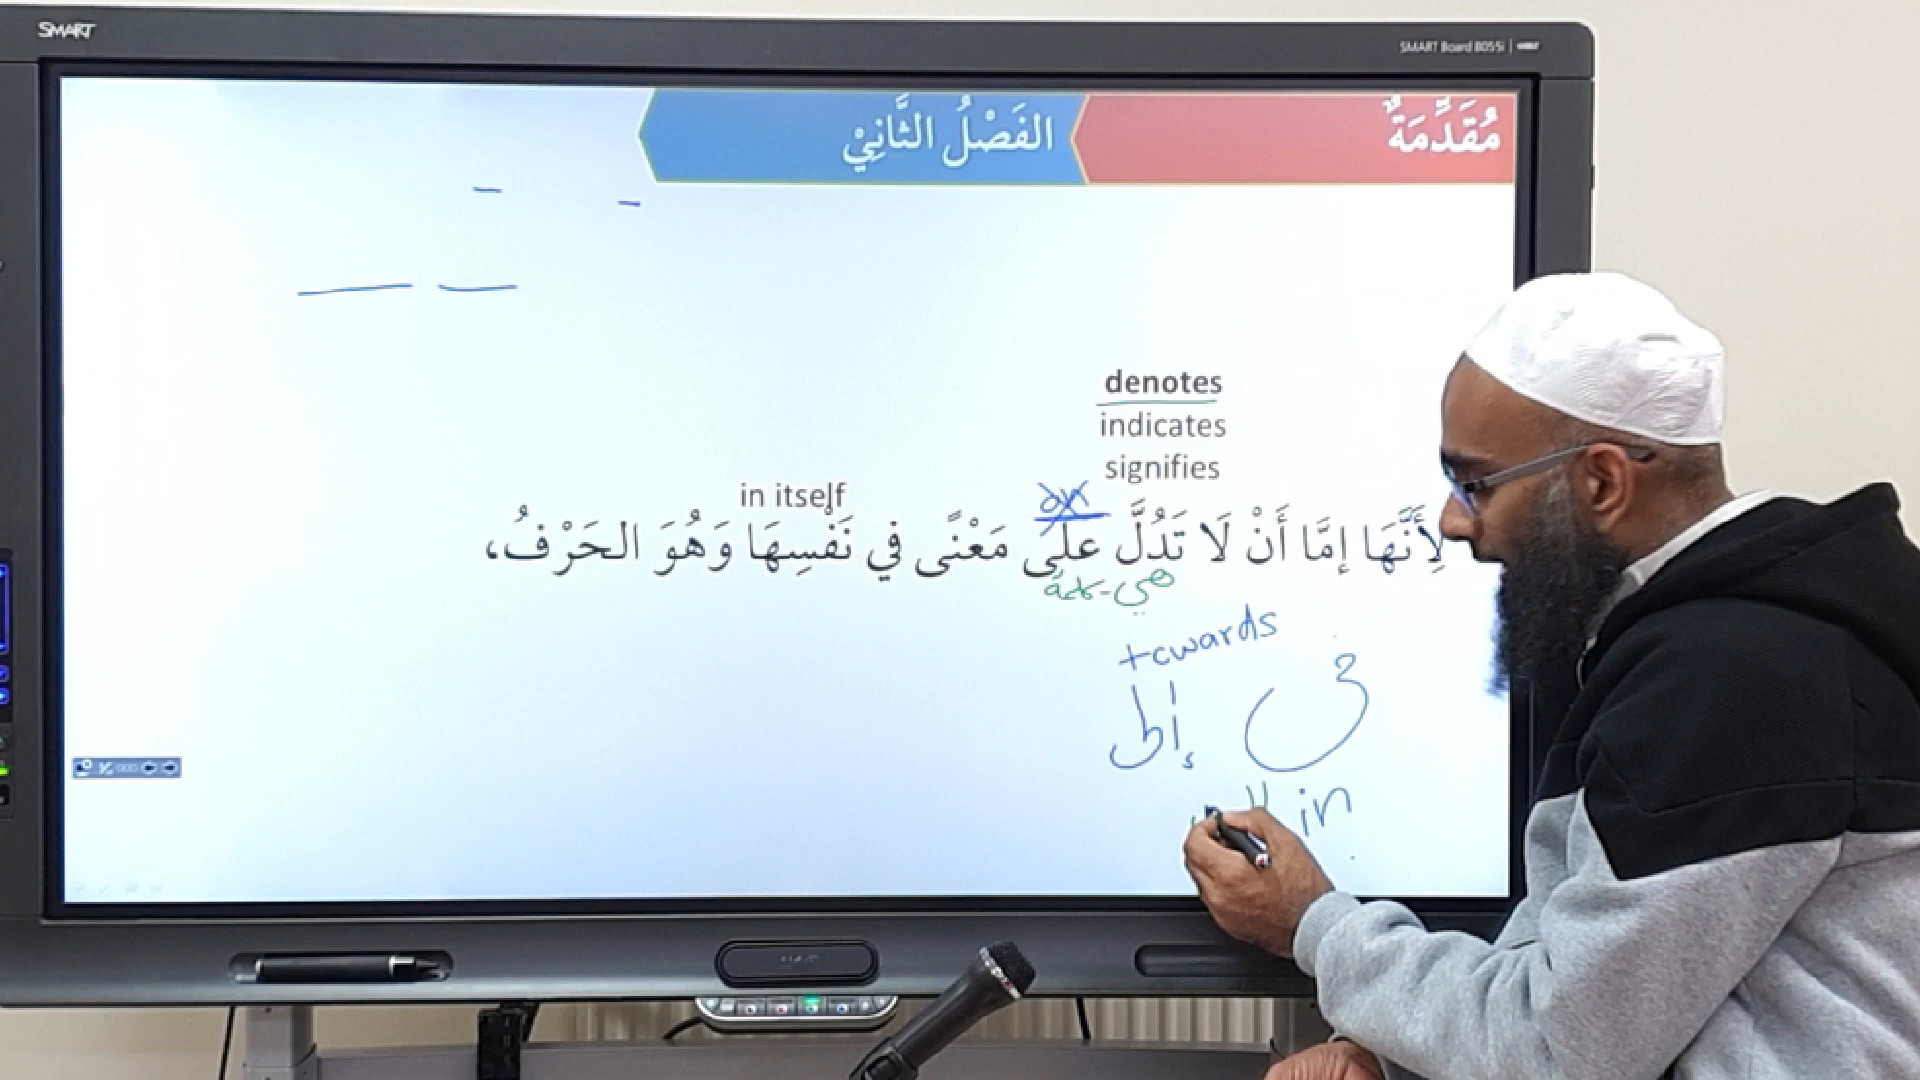 SMART
SMART Board 8055i
مُقَدِّمَةٌ
الفَصْلُ الثَّانِيْ
denotes
indicates
signifies
in itself
on
لِأَنَّهَا إِمَّا أَنْ لَا تَدُلَّ عَلَى مَعْنًى فِي نَفْسِهَا وَهُوَ الحَرْفُ،
هي - كلمة
towards
في
إلى
in